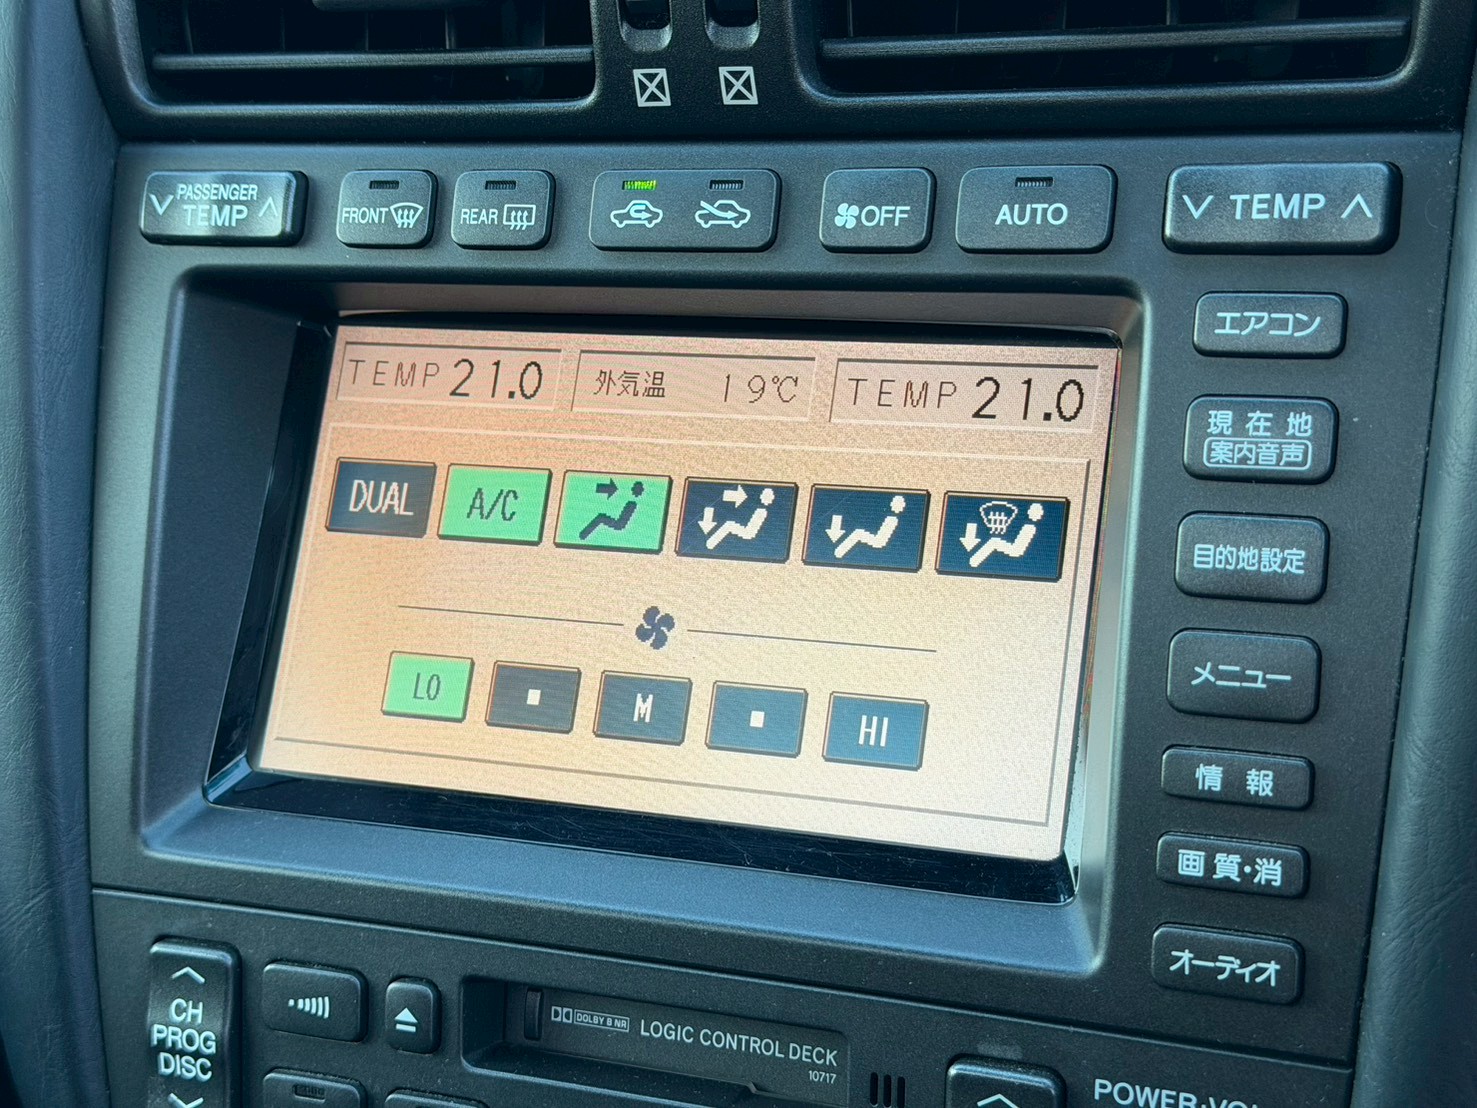 PASSENGER
TEMP
FRONT
REAR
OFF
AUTO
TEMP
エアコン
現在地
案内音声
目的地設定
メニュー
情報
画質・消
オーディオ
TEMP 21.0
外気温 19℃
TEMP 21.0
DUAL
A/C
LO
M
HI
CH
PROG
DISC
DOLBY B NR
LOGIC CONTROL DECK
10717
POWER・VOL